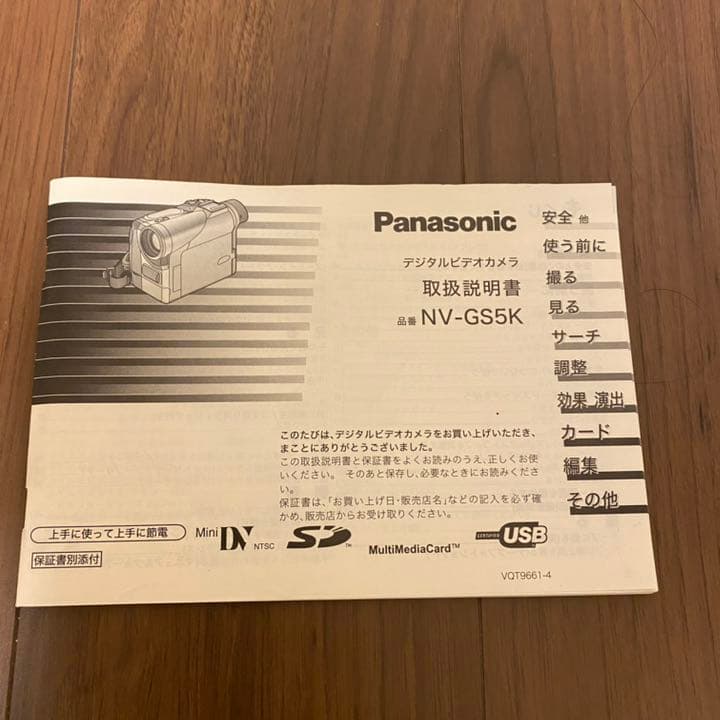 Panasonic
デジタルビデオカメラ
取扱説明書
品番 NV-GS5K
安全 他
使う前に
撮る
見る
サーチ
調整
効果 演出
カード
編集
その他
このたびは、デジタルビデオカメラをお買い上げいただき、
まことにありがとうございました。
この取扱説明書と保証書をよくお読みのうえ、正しくお使
いください。 そのあと保存し、必要なときにお読みくださ
い。
保証書は、「お買い上げ日・販売店名」などの記入を必ず確
かめ、販売店からお受け取りください。
上手に使って上手に節電
保証書別添付
Mini DV NTSC
SD™
MultiMediaCard™
CERTIFIED USB
VQT9661-4